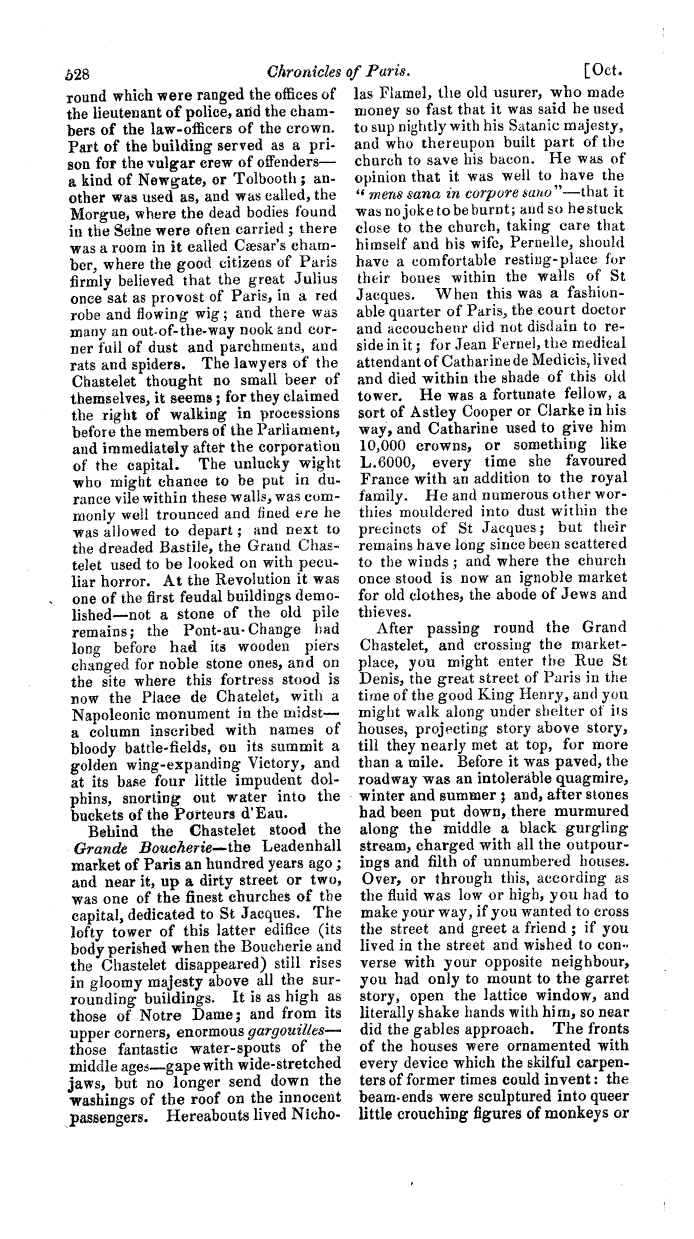 528
Chronicles of Paris.
[Oct.
round which were ranged the offices of
the lieutenant of police, and the cham-
bers of the law-officers of the crown.
Part of the building served as a pri-
son for the vulgar crew of offenders—
a kind of Newgate, or Tolbooth; an-
other was used as, and was called, the
Morgue, where the dead bodies found
in the Seine were often carried; there
was a room in it called Cæsar's cham-
ber, where the good citizens of Paris
firmly believed that the great Julius
once sat as provost of Paris, in a red
robe and flowing wig; and there was
many an out-of-the-way nook and cor-
ner full of dust and parchments, and
rats and spiders. The lawyers of the
Chastelet thought no small beer of
themselves, it seems; for they claimed
the right of walking in processions
before the members of the Parliament,
and immediately after the corporation
of the capital. The unlucky wight
who might chance to be put in du-
rance vile within these walls, was com-
monly well trounced and fined ere he
was allowed to depart; and next to
the dreaded Bastile, the Grand Chas-
telet used to be looked on with pecu-
liar horror. At the Revolution it was
one of the first feudal buildings demo-
lished—not a stone of the old pile
remains; the Pont-au-Change had
long before had its wooden piers
changed for noble stone ones, and on
the site where this fortress stood is
now the Place de Chatelet, with a
Napoleonic monument in the midst—
a column inscribed with names of
bloody battle-fields, on its summit a
golden wing-expanding Victory, and
at its base four little impudent dol-
phins, snorting out water into the
buckets of the Porteurs d'Eau.
Behind the Chastelet stood the
Grande Boucherie—the Leadenhall
market of Paris an hundred years ago;
and near it, up a dirty street or two,
was one of the finest churches of the
capital, dedicated to St Jacques. The
lofty tower of this latter edifice (its
body perished when the Boucherie and
the Chastelet disappeared) still rises
in gloomy majesty above all the sur-
rounding buildings. It is as high as
those of Notre Dame; and from its
upper corners, enormous gargouilles—
those fantastic water-spouts of the
middle ages—gape with wide-stretched
jaws, but no longer send down the
washings of the roof on the innocent
passengers. Hereabouts lived Nicho-
las Flamel, the old usurer, who made
money so fast that it was said he used
to sup nightly with his Satanic majesty,
and who thereupon built part of the
church to save his bacon. He was of
opinion that it was well to have the
"mens sana in corpore sano"—that it
was no joke to be burnt; and so he stuck
close to the church, taking care that
himself and his wife, Pernelle, should
have a comfortable resting-place for
their bones within the walls of St
Jacques. When this was a fashion-
able quarter of Paris, the court doctor
and accoucheur did not disdain to re-
side in it; for Jean Fernel, the medical
attendant of Catharine de Medicis, lived
and died within the shade of this old
tower. He was a fortunate fellow, a
sort of Astley Cooper or Clarke in his
way, and Catharine used to give him
10,000 crowns, or something like
L.6000, every time she favoured
France with an addition to the royal
family. He and numerous other wor-
thies mouldered into dust within the
precincts of St Jacques; but their
remains have long since been scattered
to the winds; and where the church
once stood is now an ignoble market
for old clothes, the abode of Jews and
thieves.
After passing round the Grand
Chastelet, and crossing the market-
place, you might enter the Rue St
Denis, the great street of Paris in the
time of the good King Henry, and you
might walk along under shelter of its
houses, projecting story above story,
till they nearly met at top, for more
than a mile. Before it was paved, the
roadway was an intolerable quagmire,
winter and summer; and, after stones
had been put down, there murmured
along the middle a black gurgling
stream, charged with all the outpour-
ings and filth of unnumbered houses.
Over, or through this, according as
the fluid was low or high, you had to
make your way, if you wanted to cross
the street and greet a friend; if you
lived in the street and wished to con-
verse with your opposite neighbour,
you had only to mount to the garret
story, open the lattice window, and
literally shake hands with him, so near
did the gables approach. The fronts
of the houses were ornamented with
every device which the skilful carpen-
ters of former times could invent: the
beam-ends were sculptured into queer
little crouching figures of monkeys or